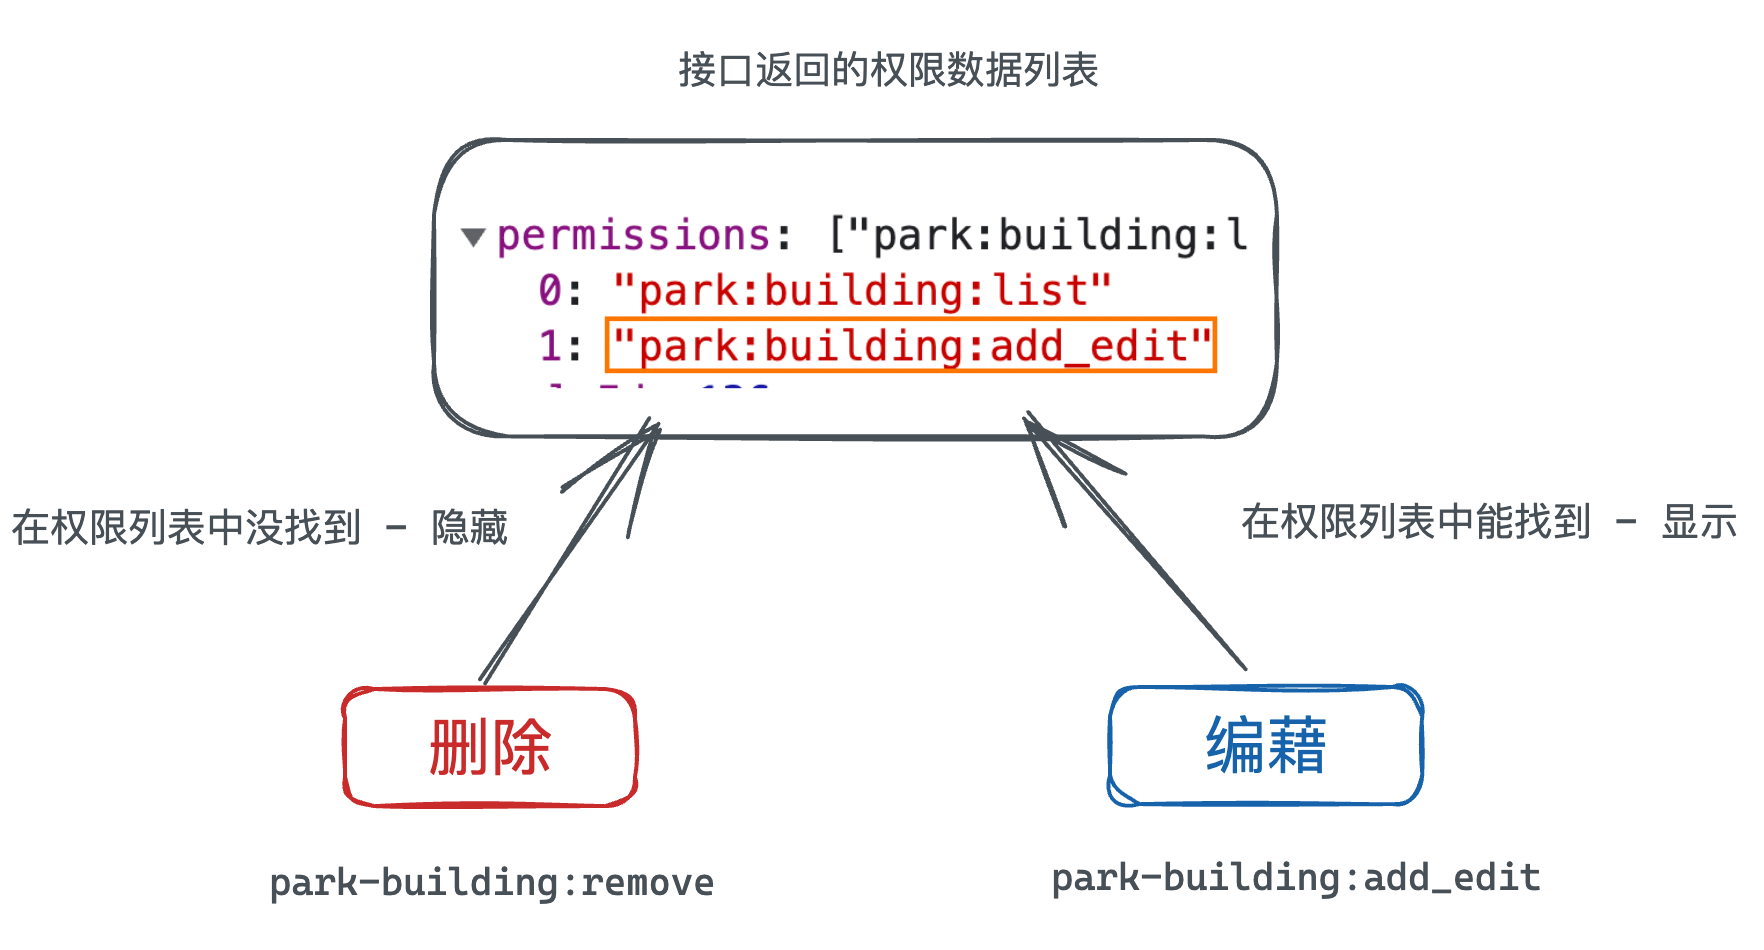 接口返回的权限数据列表
permissions: ["park:building:l
0: "park:building:list"
1: "park:building:add_edit"
在权限列表中没找到 - 隐藏
在权限列表中能找到 - 显示
删除
编藉
park-building:remove
park-building:add_edit